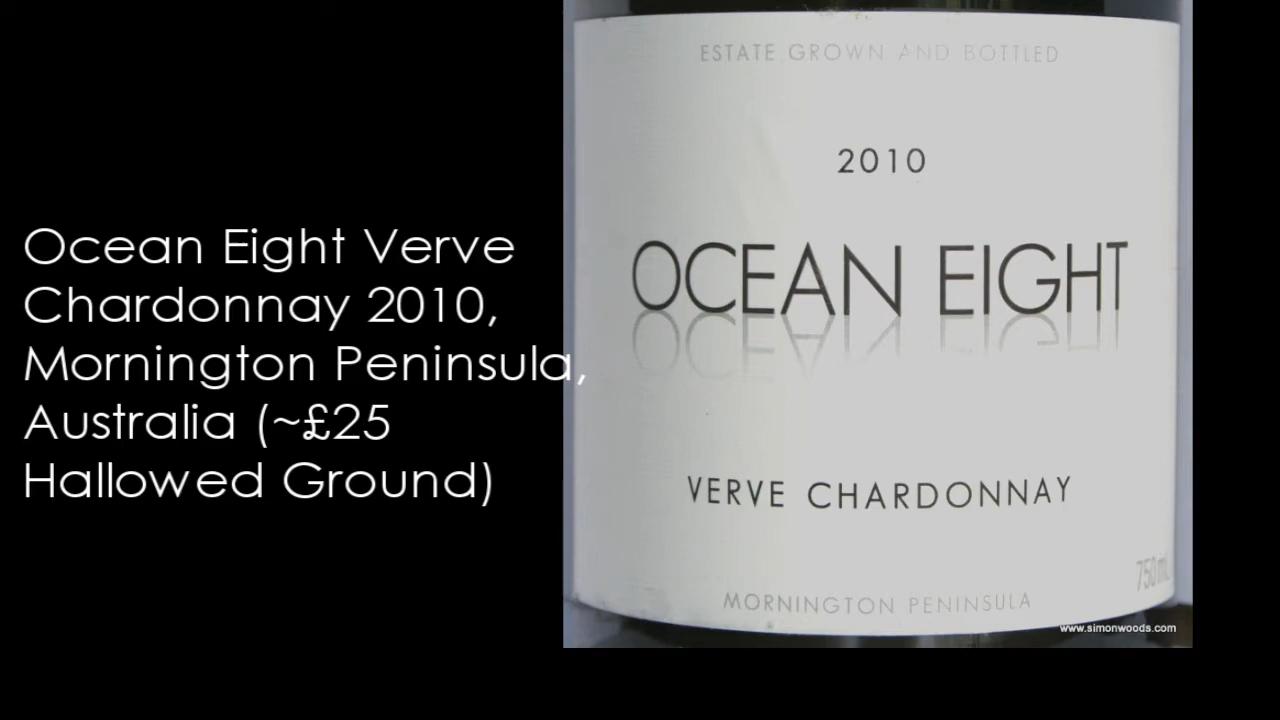 Ocean Eight Verve
Chardonnay 2010,
Mornington Peninsula,
Australia (~£25
Hallowed Ground)
ESTATE GROWN AND BOTTLED
2010
OCEAN EIGHT
VERVE CHARDONNAY
750mL
MORNINGTON PENINSULA
www.simonwoods.com